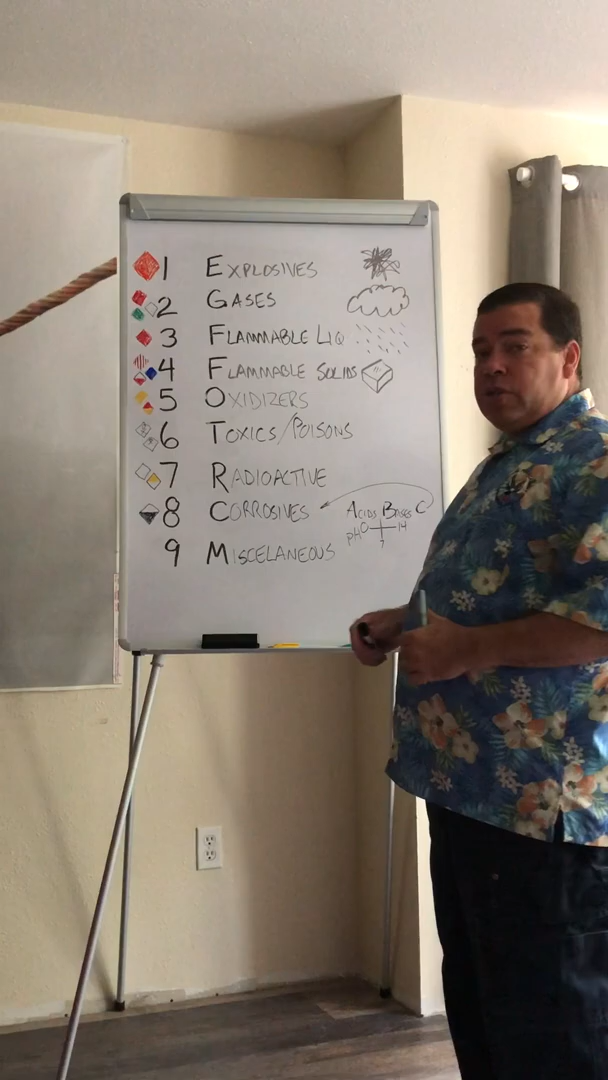 1 EXPLOSIVES
2 GASES
3 FLAMMABLE LIQ
4 FLAMMABLE SOLIDS
5 OXIDIZERS
6 TOXICS/POISONS
7 RADIOACTIVE
8 CORROSIVES ACIDS BASES C
pH 0 14
7
9 MISCELANEOUS